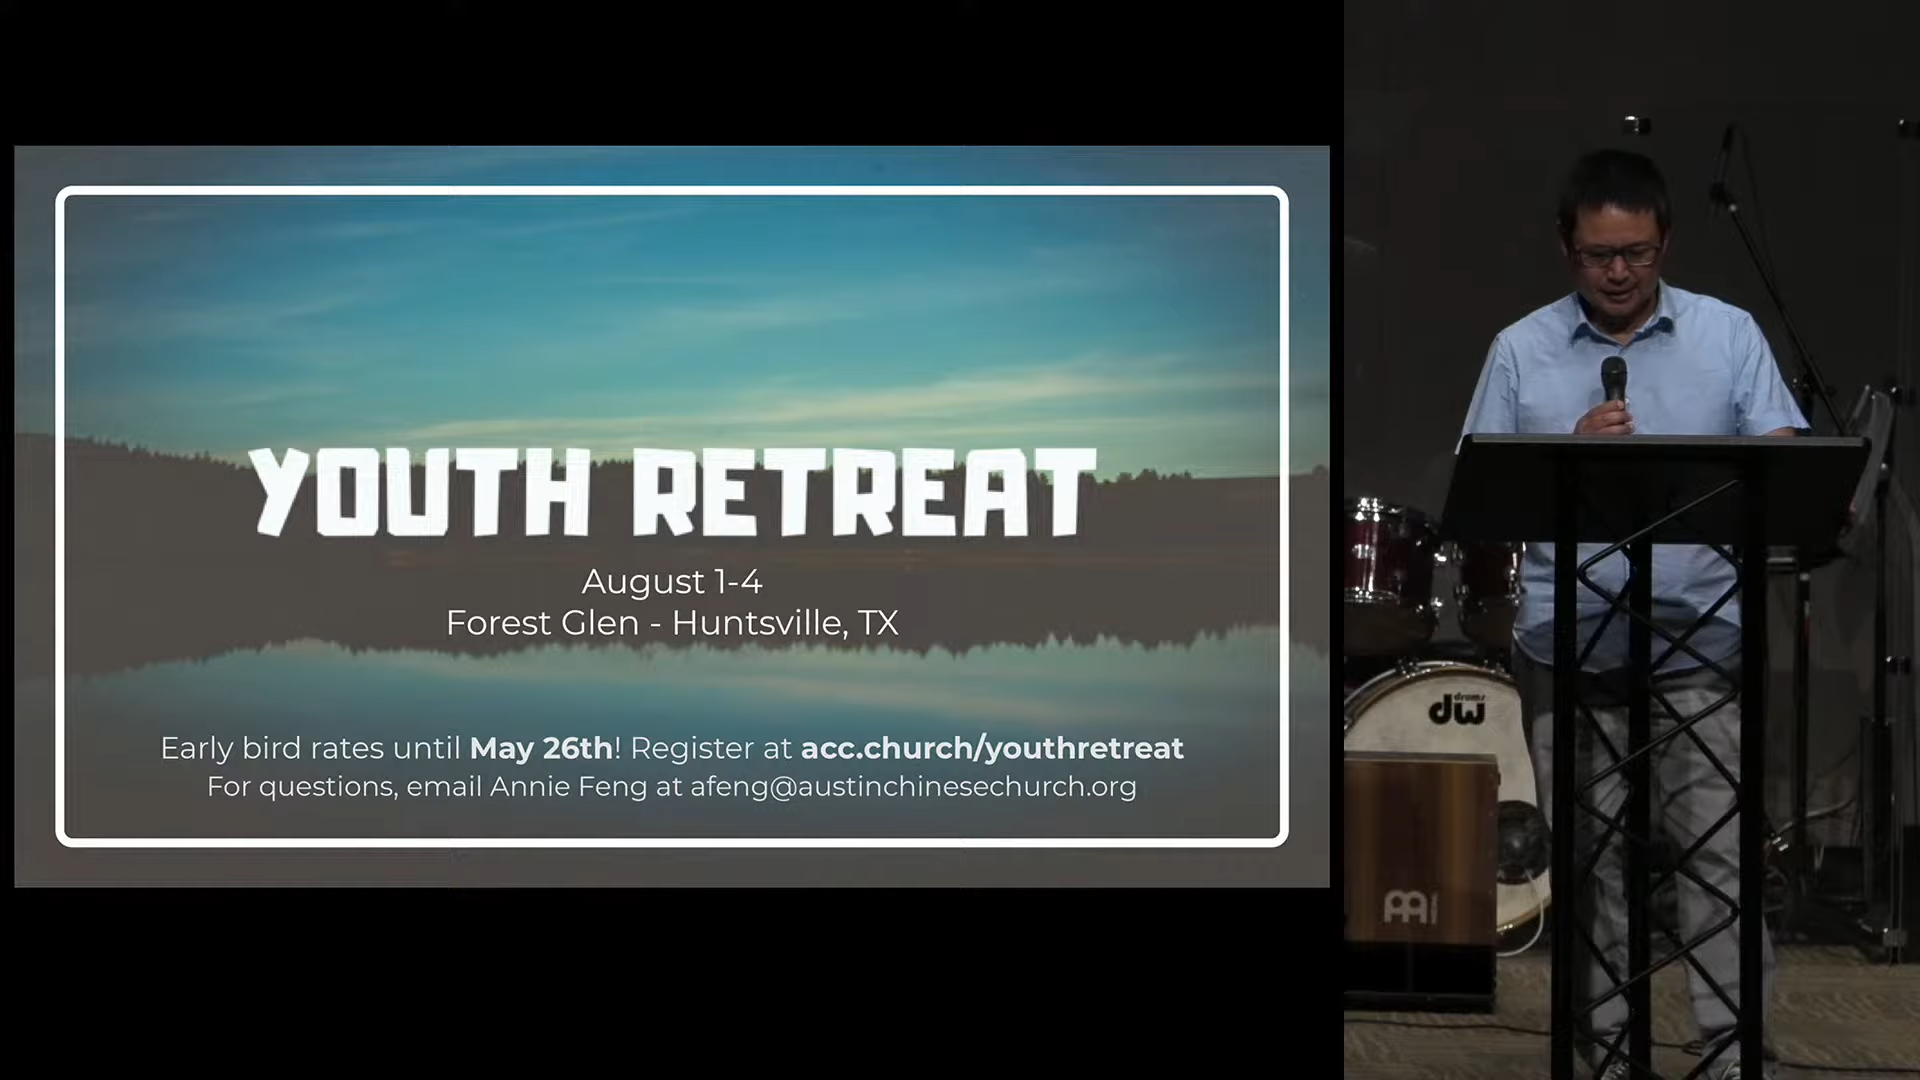 YOUTH RETREAT
August 1-4
Forest Glen - Huntsville, TX
Early bird rates until May 26th! Register at acc.church/youthretreat
For questions, email Annie Feng at afeng@austinchinesechurch.org
drums
dw